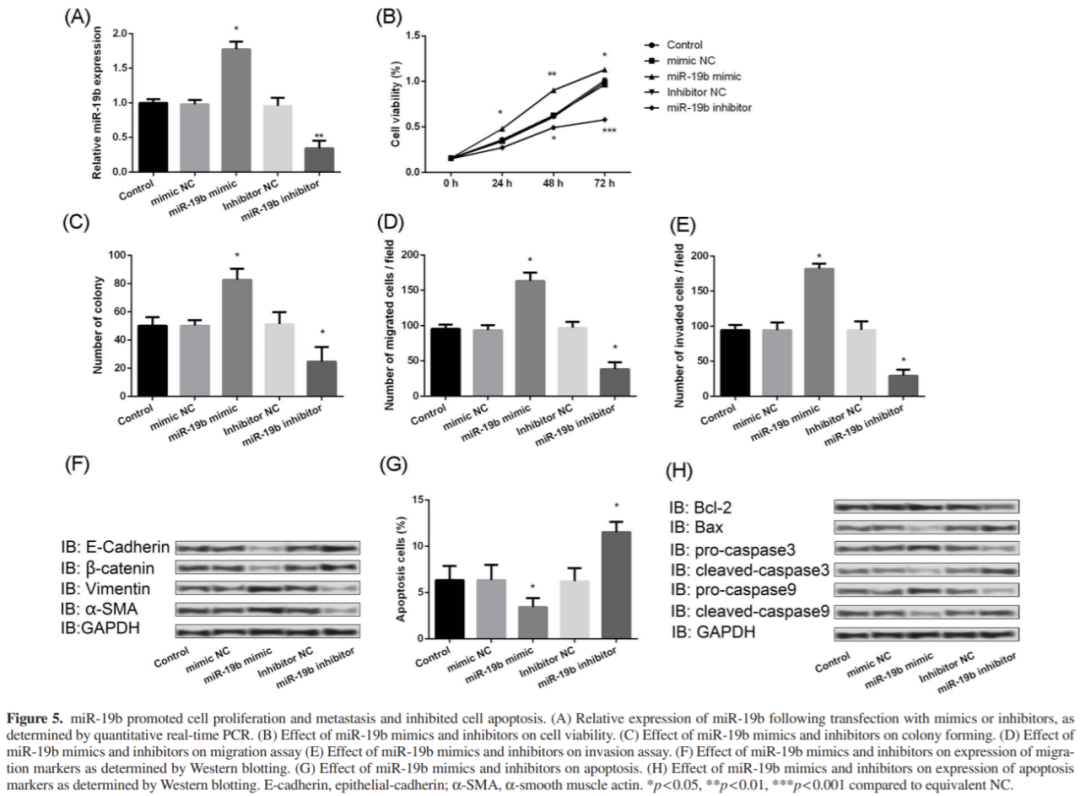 (A)
Relative miR-19b expression
2.0
1.5
1.0
0.5
0.0
*
**
Control
mimic NC
miR-19b mimic
Inhibitor NC
miR-19b inhibitor
(B)
Cell viability (%)
1.5
1.0
0.5
0.0
*
**
*
*
***
0 h
24 h
48 h
72 h
Control
mimic NC
miR-19b mimic
Inhibitor NC
miR-19b inhibitor
(C)
Number of colony
100
80
60
40
20
0
*
*
Control
mimic NC
miR-19b mimic
Inhibitor NC
miR-19b inhibitor
(D)
Number of migrated cells / field
200
150
100
50
0
*
*
Control
mimic NC
miR-19b mimic
Inhibitor NC
miR-19b inhibitor
(E)
Number of invaded cells / field
200
150
100
50
0
*
*
Control
mimic NC
miR-19b mimic
Inhibitor NC
miR-19b inhibitor
(F)
IB: E-Cadherin
IB: β-catenin
IB: Vimentin
IB: α-SMA
IB:GAPDH
Control
mimic NC
miR-19b mimic
Inhibitor NC
miR-19b inhibitor
(G)
Apoptosis cells (%)
15
10
5
0
*
*
Control
mimic NC
miR-19b mimic
Inhibitor NC
miR-19b inhibitor
(H)
IB: Bcl-2
IB: Bax
IB: pro-caspase3
IB: cleaved-caspase3
IB: pro-caspase9
IB: cleaved-caspase9
IB: GAPDH
Control
mimic NC
miR-19b mimic
Inhibitor NC
miR-19b inhibitor
Figure 5. miR-19b promoted cell proliferation and metastasis and inhibited cell apoptosis. (A) Relative expression of miR-19b following transfection with mimics or inhibitors, as
determined by quantitative real-time PCR. (B) Effect of miR-19b mimics and inhibitors on cell viability. (C) Effect of miR-19b mimics and inhibitors on colony forming. (D) Effect of
miR-19b mimics and inhibitors on migration assay (E) Effect of miR-19b mimics and inhibitors on invasion assay. (F) Effect of miR-19b mimics and inhibitors on expression of migra-
tion markers as determined by Western blotting. (G) Effect of miR-19b mimics and inhibitors on apoptosis. (H) Effect of miR-19b mimics and inhibitors on expression of apoptosis
markers as determined by Western blotting. E-cadherin, epithelial-cadherin; α-SMA, α-smooth muscle actin. *p<0.05, **p<0.01, ***p<0.001 compared to equivalent NC.